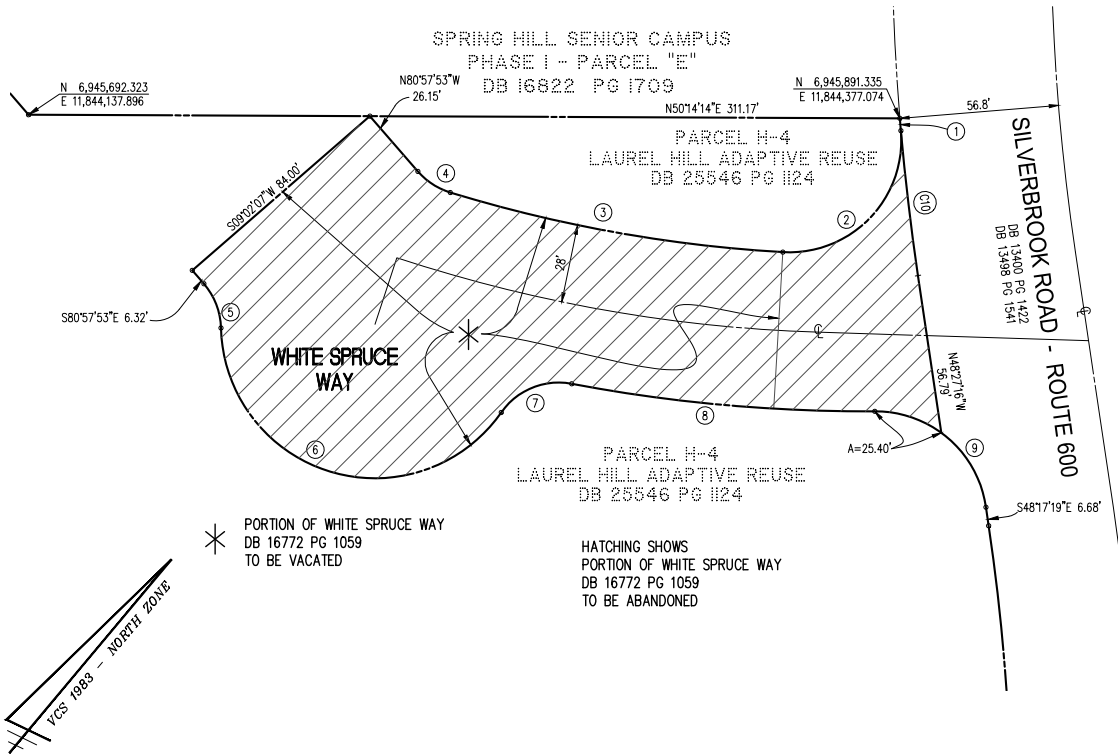 SPRING HILL SENIOR CAMPUS
PHASE I - PARCEL "E"
DB 16822 PG 1709
N 6,945,692.323
E 11,844,137.896
N80°57'53"W
26.15'
N 6,945,891.335
E 11,844,377.074
N50°14'14"E 311.17'
56.8'
1
PARCEL H-4
LAUREL HILL ADAPTIVE REUSE
DB 25546 PG 1124
SILVERBROOK ROAD - ROUTE 600
DB 13400 PG 1422
DB 13498 PG 1541
4
S09°02'07"W 84.00'
3
2
C10
28'
S80°57'53"E 6.32'
5
WHITE SPRUCE
WAY
N48°27'16"W
56.79'
7
8
6
A=25.40'
9
PARCEL H-4
LAUREL HILL ADAPTIVE REUSE
DB 25546 PG 1124
S48°17'19"E 6.68'
PORTION OF WHITE SPRUCE WAY
DB 16772 PG 1059
TO BE VACATED
HATCHING SHOWS
PORTION OF WHITE SPRUCE WAY
DB 16772 PG 1059
TO BE ABANDONED
VCS 1983 - NORTH ZONE